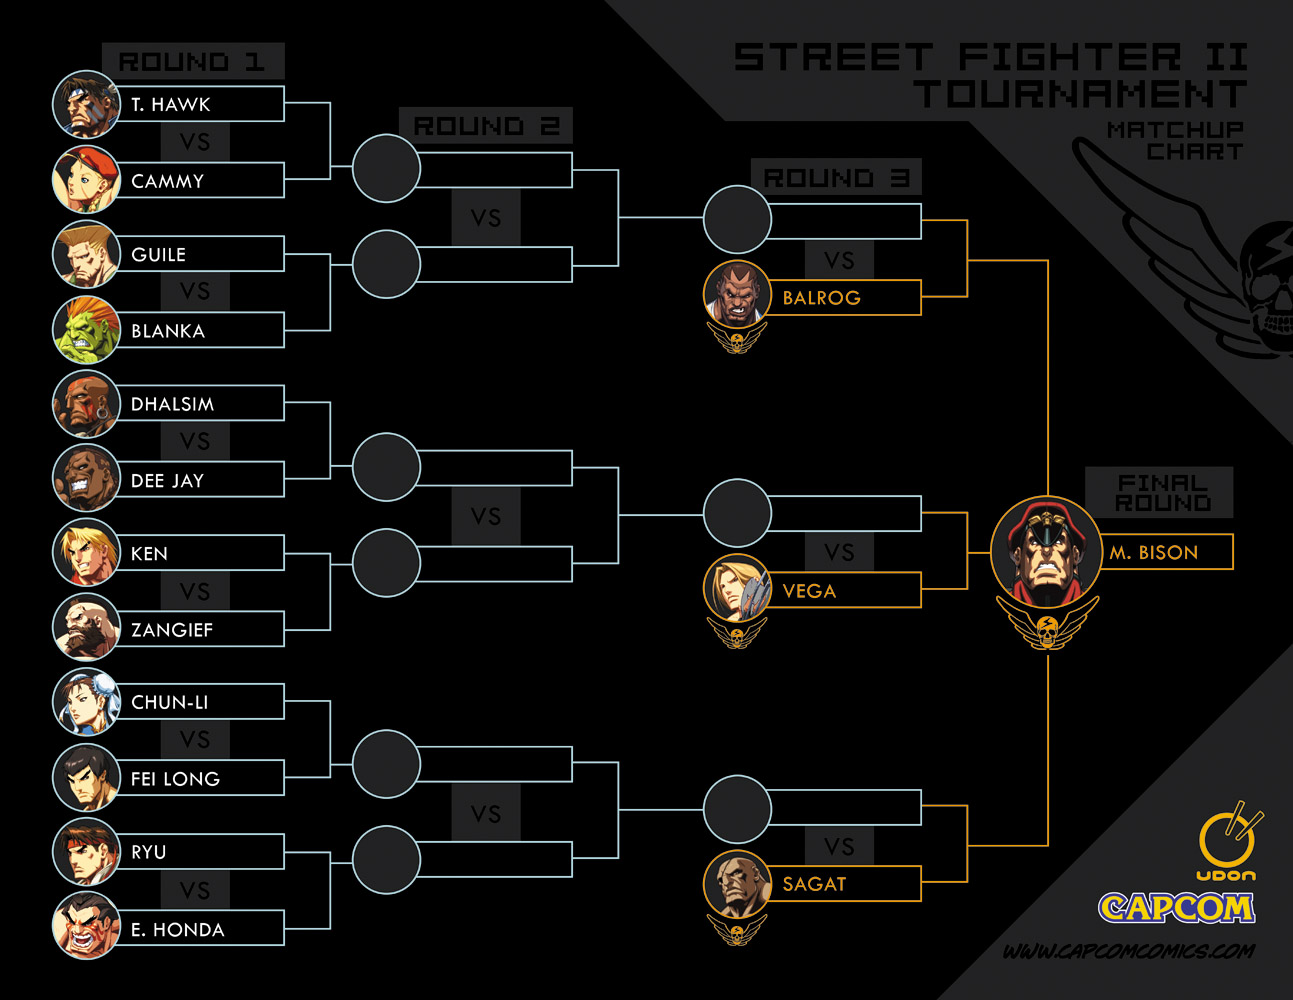 STREET FIGHTER II
TOURNAMENT
MATCHUP
CHART
ROUND 1
T. HAWK
VS
CAMMY
GUILE
VS
BLANKA
DHALSIM
VS
DEE JAY
KEN
VS
ZANGIEF
CHUN-LI
VS
FEI LONG
RYU
VS
E. HONDA
ROUND 2
VS
VS
VS
ROUND 3
VS
BALROG
VS
VEGA
VS
SAGAT
FINAL
ROUND
M. BISON
UDON
CAPCOM
WWW.CAPCOMCOMICS.COM